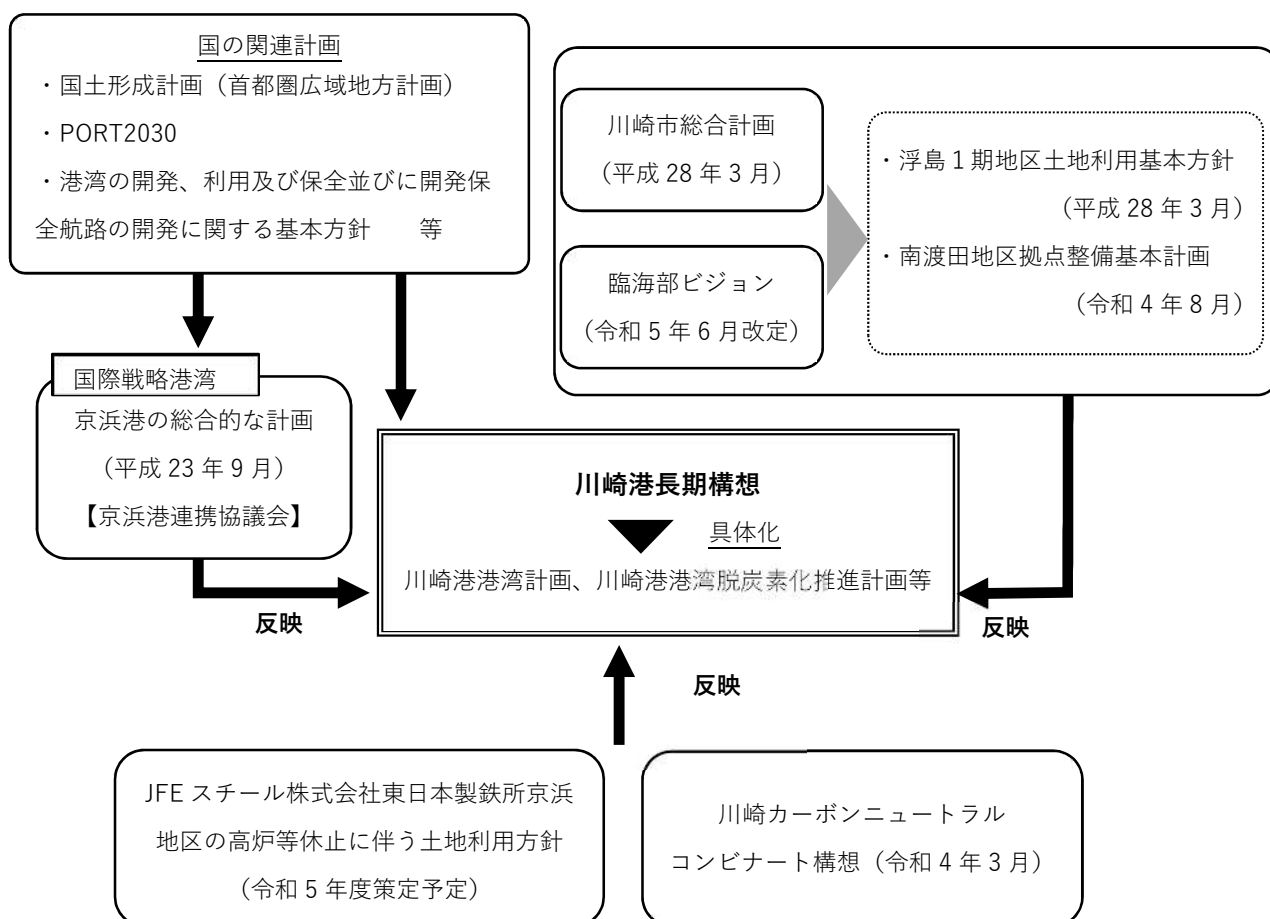 国の関連計画
・国土形成計画（首都圏広域地方計画）
・PORT2030
・港湾の開発、利用及び保全並びに開発保
全航路の開発に関する基本方針　　等
川崎市総合計画
（平成 28 年 3 月）
臨海部ビジョン
（令和 5 年 6 月改定）
・浮島１期地区土地利用基本方針
（平成 28 年 3 月）
・南渡田地区拠点整備基本計画
（令和 4 年 8 月）
国際戦略港湾
京浜港の総合的な計画
（平成 23 年 9 月）
【京浜港連携協議会】
川崎港長期構想
具体化
川崎港港湾計画、川崎港港湾脱炭素化推進計画等
反映
反映
反映
JFE スチール株式会社東日本製鉄所京浜
地区の高炉等休止に伴う土地利用方針
（令和 5 年度策定予定）
川崎カーボンニュートラル
コンビナート構想（令和 4 年 3 月）